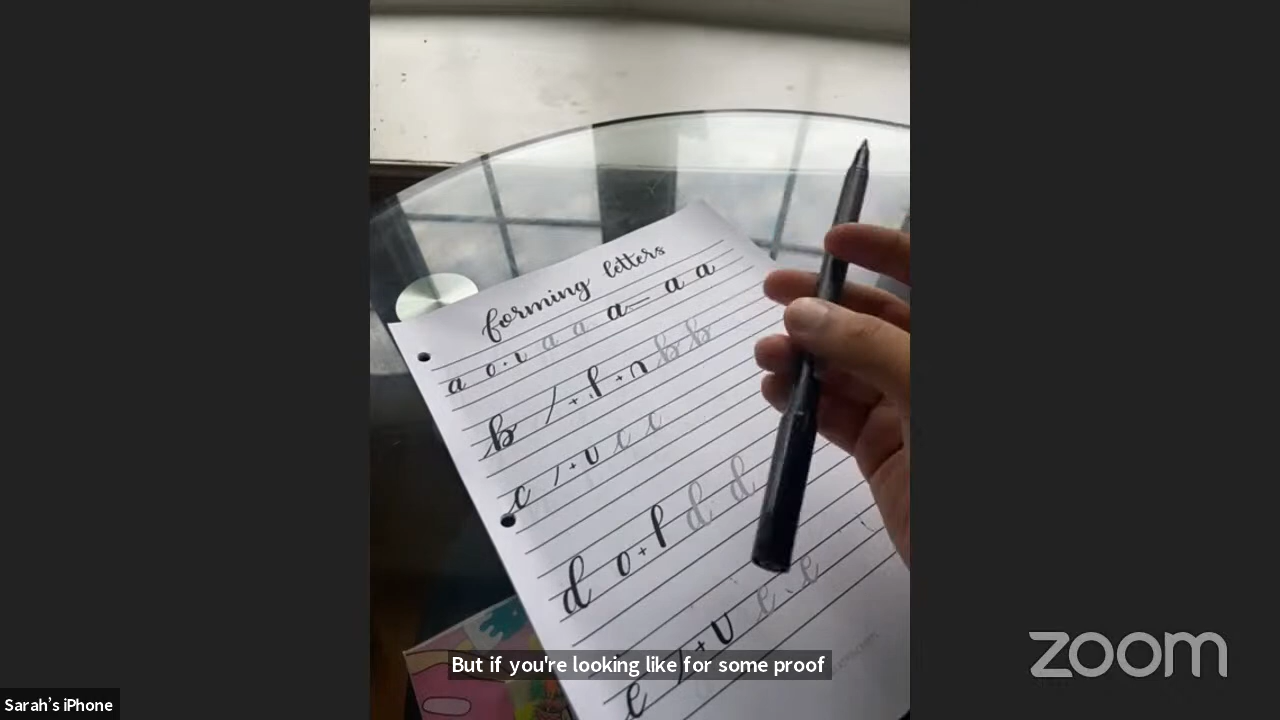 forming letters
a o + ι a a a a a
b / + l + n b b
c / + υ c c
d o + l d d
e / + υ e e
But if you're looking like for some proof
Sarah's iPhone
zoom